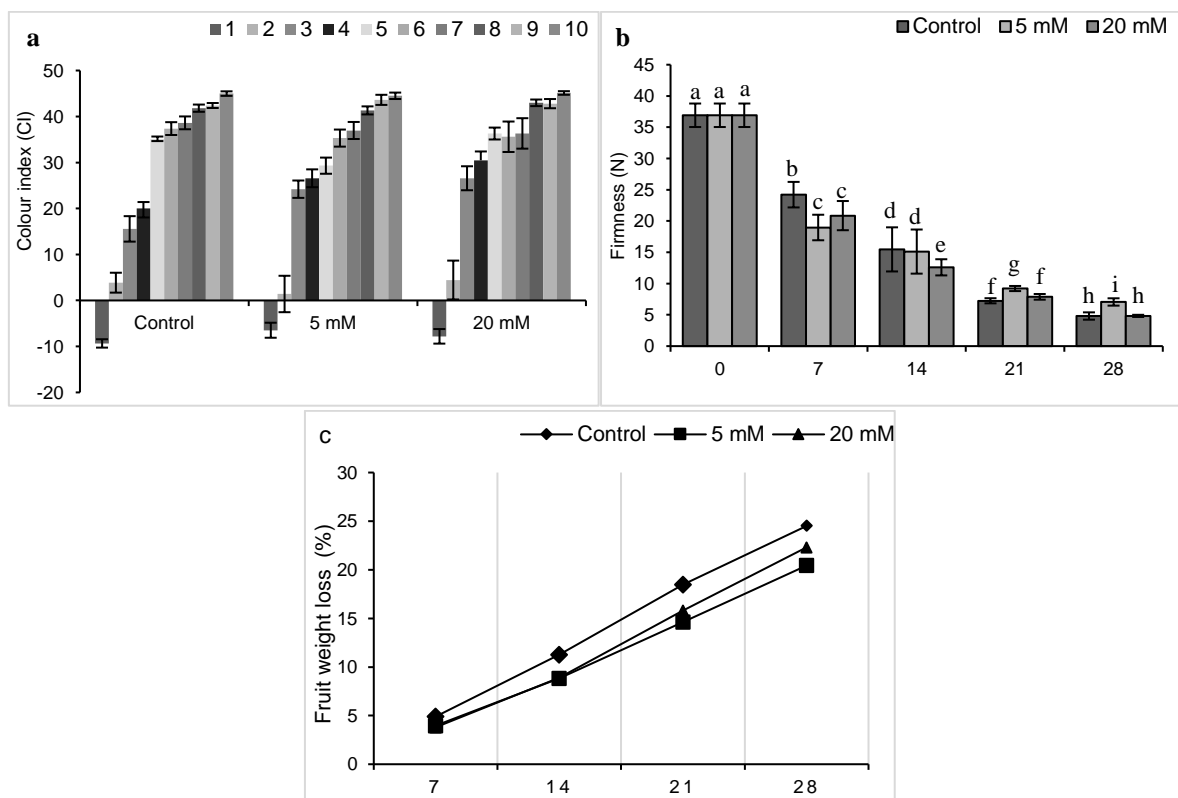 a
1 2 3 4 5 6 7 8 9 10
Colour index (CI)
50
40
30
20
10
0
-10
-20
Control 5 mM 20 mM
b
Control 5 mM 20 mM
Firmness (N)
45
40
35
30
25
20
15
10
5
0
a a a
b c c
d d e
f g f
h i h
0 7 14 21 28
c
Control 5 mM 20 mM
Fruit weight loss (%)
30
25
20
15
10
5
0
7 14 21 28